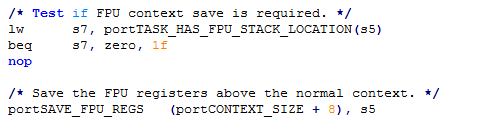 /* Test if FPU context save is required. */
lw s7, portTASK_HAS_FPU_STACK_LOCATION(s5)
beq s7, zero, 1f
nop
/* Save the FPU registers above the normal context. */
portSAVE_FPU_REGS (portCONTEXT_SIZE + 8), s5